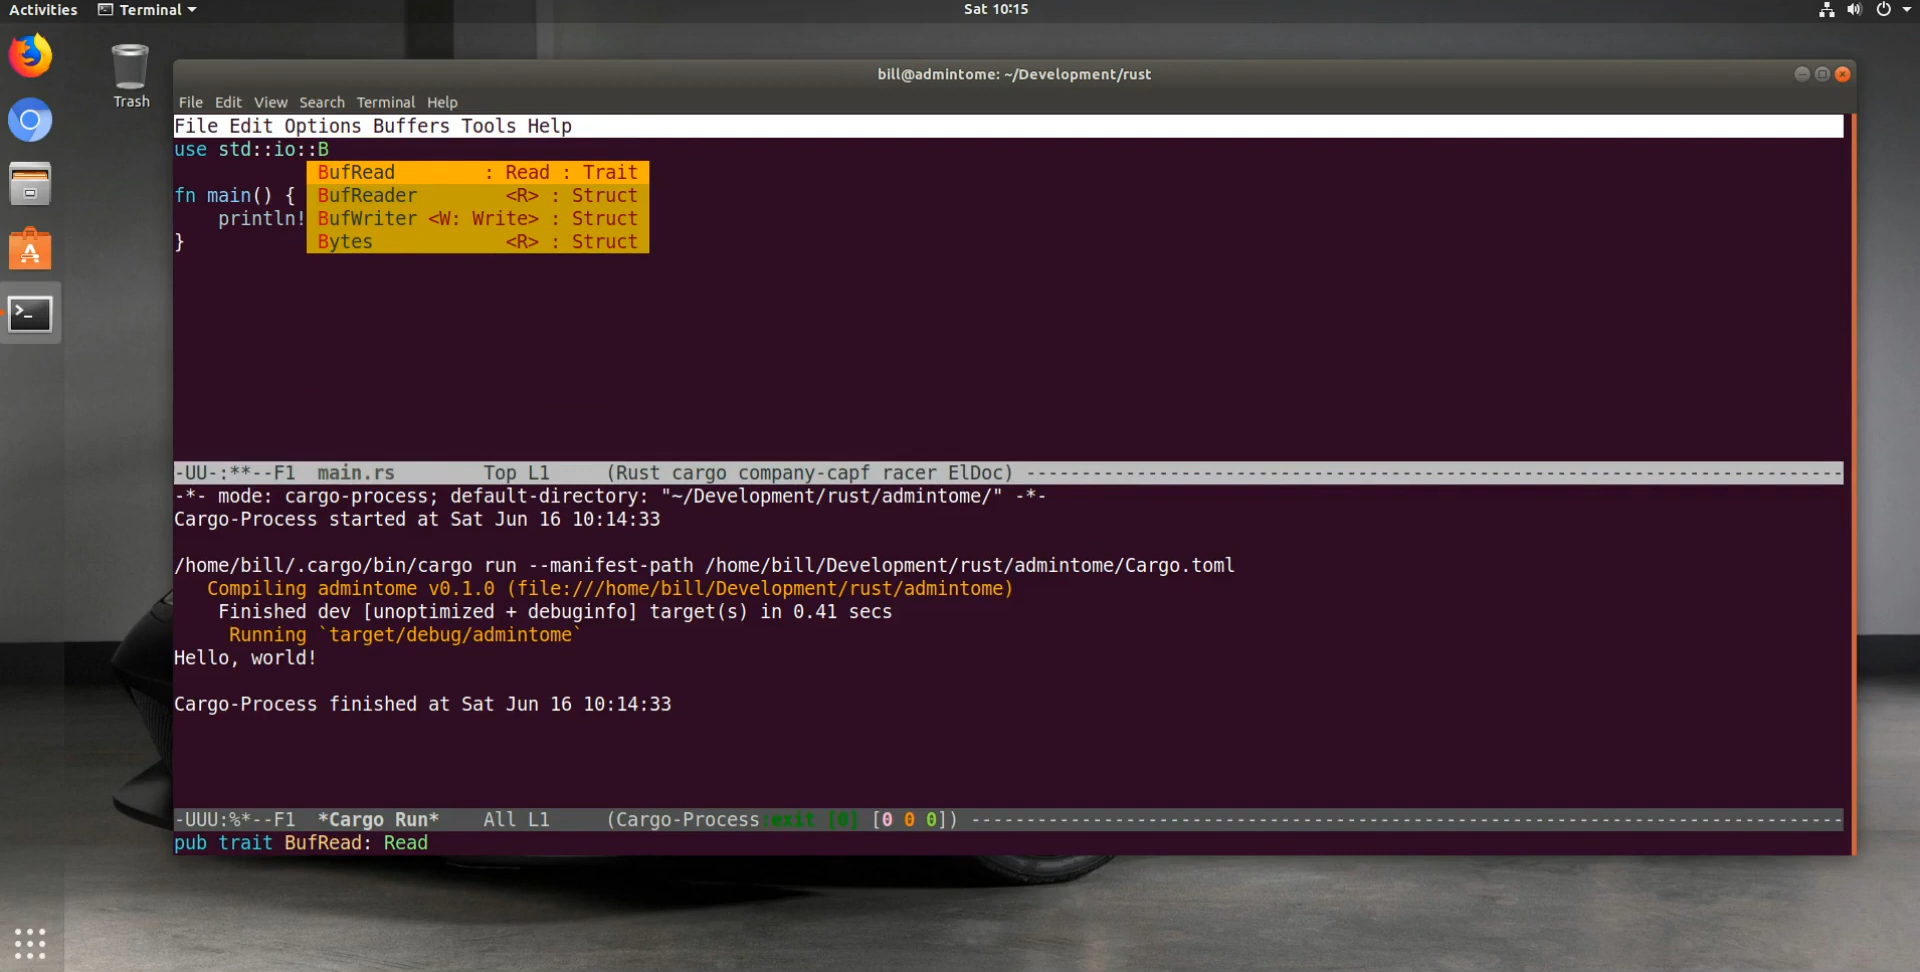 Activities Terminal Sat 10:15
Trash
bill@admintome: ~/Development/rust
File Edit View Search Terminal Help
File Edit Options Buffers Tools Help
use std::io::B
BufRead : Read : Trait
fn main() { BufReader <R> : Struct
println! BufWriter <W: Write> : Struct
} Bytes <R> : Struct
-UU-:**--F1 main.rs Top L1 (Rust cargo company-capf racer ElDoc) --------------------------------------------------------------------------
-*- mode: cargo-process; default-directory: "~/Development/rust/admintome/" -*-
Cargo-Process started at Sat Jun 16 10:14:33
/home/bill/.cargo/bin/cargo run --manifest-path /home/bill/Development/rust/admintome/Cargo.toml
Compiling admintome v0.1.0 (file:///home/bill/Development/rust/admintome)
Finished dev [unoptimized + debuginfo] target(s) in 0.41 secs
Running `target/debug/admintome`
Hello, world!
Cargo-Process finished at Sat Jun 16 10:14:33
-UUU:%*--F1 *Cargo Run* All L1 (Cargo-Process:exit [0] [0 0 0]) -------------------------------------------------------------------------------
pub trait BufRead: Read